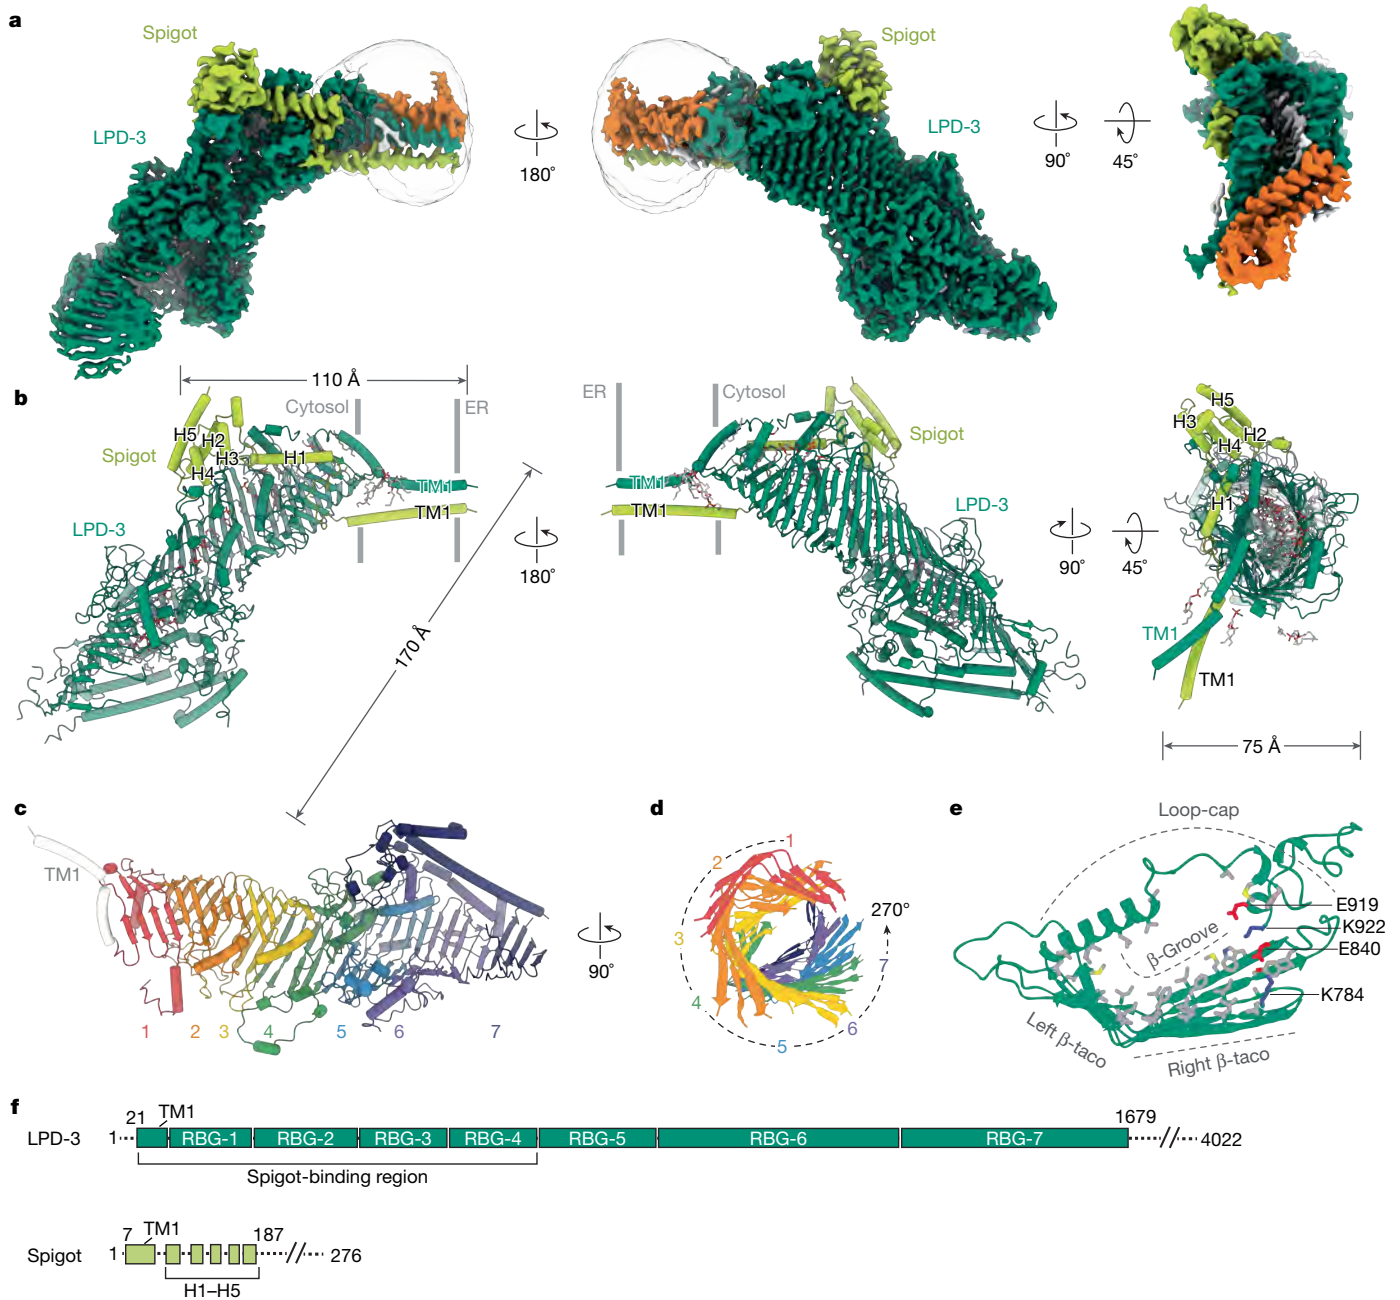 a
Spigot
LPD-3
180°
Spigot
LPD-3
90°
45°
b
110 Å
Cytosol
ER
Spigot
H5
H2
H3
H4
H1
TM1
TM1
LPD-3
170 Å
180°
ER
Cytosol
Spigot
TM1
TM1
LPD-3
90°
45°
H5
H3
H2
H4
H1
TM1
TM1
75 Å
c
TM1
1
2
3
4
5
6
7
90°
d
1
2
3
4
5
6
7
270°
e
Loop-cap
β-Groove
E919
K922
E840
K784
Left β-taco
Right β-taco
f
21
TM1
1679
LPD-3
1
RBG-1
RBG-2
RBG-3
RBG-4
RBG-5
RBG-6
RBG-7
4022
Spigot-binding region
7
TM1
187
Spigot
1
276
H1–H5